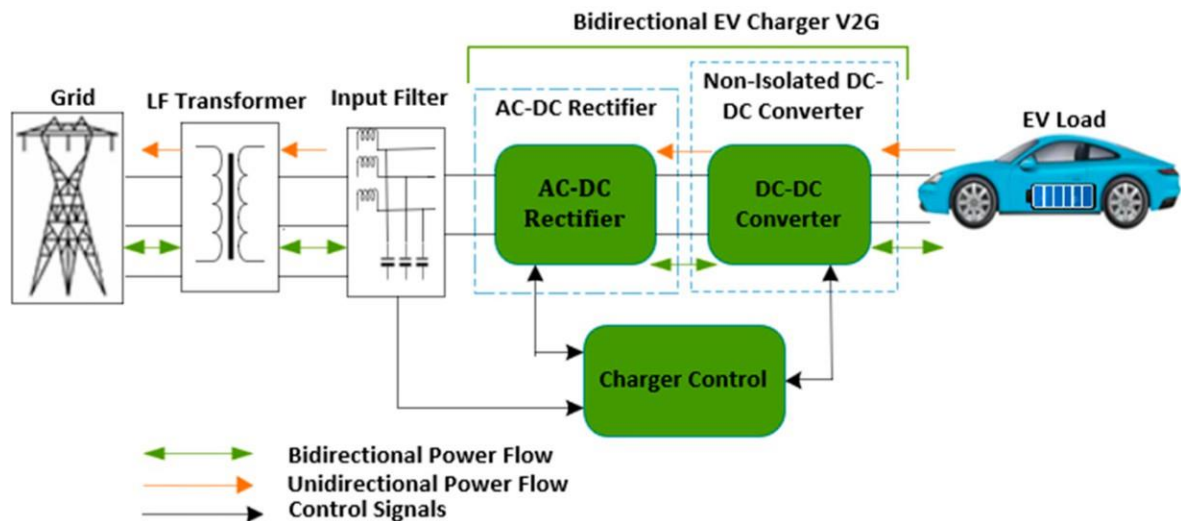 Bidirectional EV Charger V2G
Grid
LF Transformer
Input Filter
AC-DC Rectifier
Non-Isolated DC-
DC Converter
EV Load
AC-DC
Rectifier
DC-DC
Converter
Charger Control
Bidirectional Power Flow
Unidirectional Power Flow
Control Signals